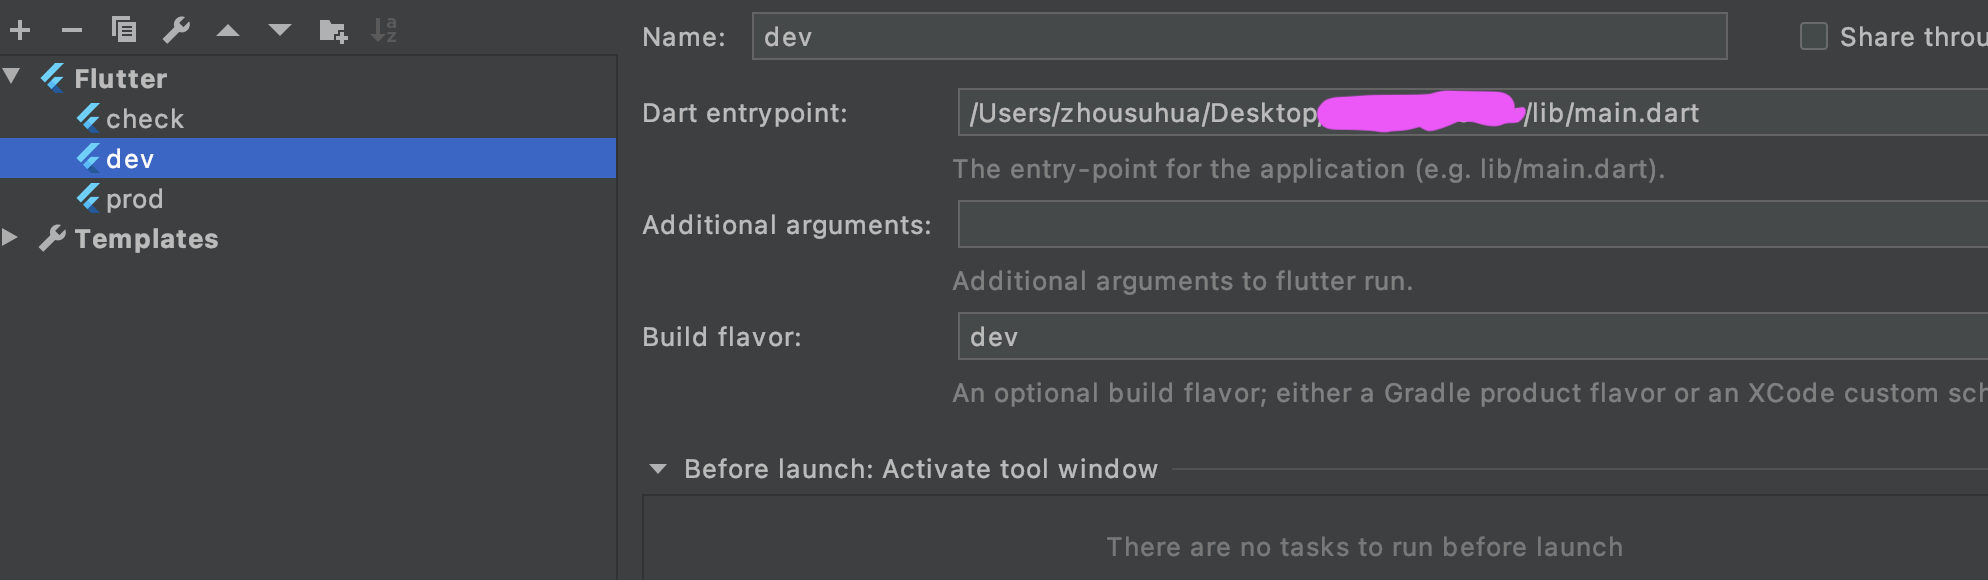 Flutter
check
dev
prod
Templates
Name: dev
Share throu
Dart entrypoint: /Users/zhousuhua/Desktop/ /lib/main.dart
The entry-point for the application (e.g. lib/main.dart).
Additional arguments:
Additional arguments to flutter run.
Build flavor: dev
An optional build flavor; either a Gradle product flavor or an XCode custom sch
Before launch: Activate tool window
There are no tasks to run before launch